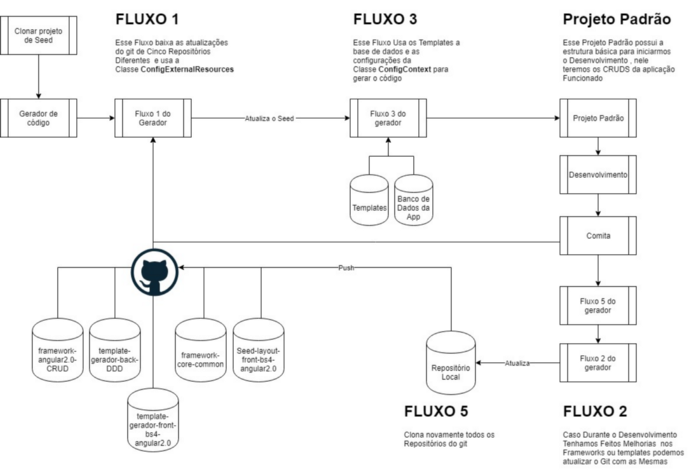 FLUXO 1
FLUXO 3
Projeto Padrão
Clonar projeto
de Seed
Esse Fluxo baixa as atualizações
do git de Cinco Repositórios
Diferentes e usa a
Classe ConfigExternalResources
Esse Fluxo Usa os Templates a
base de dados e as
configurações da
Classe ConfigContext para
gerar o código
Esse Projeto Padrão possui a
estrutura básica para iniciarmos
o Desenvolvimento , nele
teremos os CRUDS da aplicação
Funcionado
Gerador de
código
Fluxo 1 do
Gerador
Atualiza o Seed
Fluxo 3 do
gerador
Projeto Padrão
Desenvolvimento
Templates
Banco de
Dados da
App
Comita
Push
Fluxo 5 do
gerador
framework-
angular2.0-
CRUD
template-
gerador-back-
DDD
framework-
core-common
Seed-layout-
front-bs4-
angular2.0
Repositório
Local
Atualiza
Fluxo 2 do
gerador
template-
gerador-front-
bs4-
angular2.0
FLUXO 5
Clona novamente todos os
Repositórios do git
FLUXO 2
Caso Durante o Desenvolvimento
Tenhamos Feitos Melhorias nos
Frameworks ou templates podemos
atualizar o Git com as Mesmas